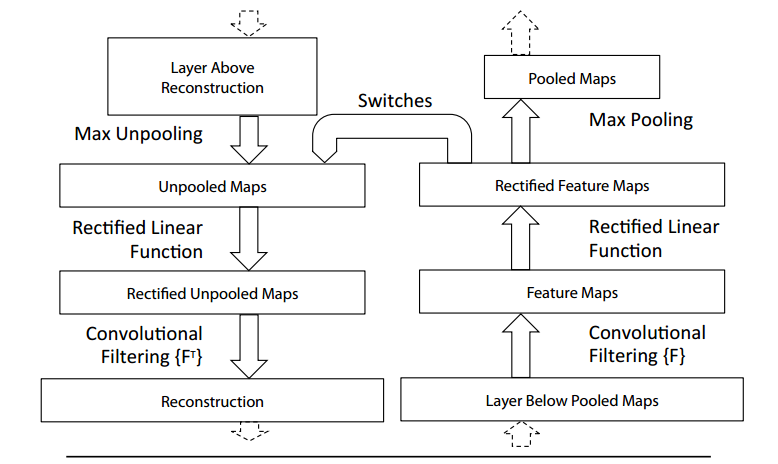 Layer Above
Reconstruction
Pooled Maps
Switches
Max Unpooling
Max Pooling
Unpooled Maps
Rectified Feature Maps
Rectified Linear
Function
Rectified Linear
Function
Rectified Unpooled Maps
Feature Maps
Convolutional
Filtering {Fᵀ}
Convolutional
Filtering {F}
Reconstruction
Layer Below Pooled Maps